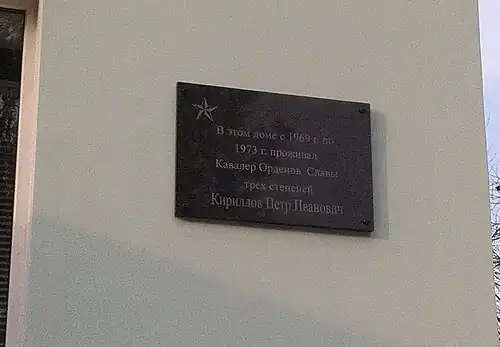 В этом доме с 1969 г. по
1973 г. проживал
Кавалер Орденов Славы
трех степеней
Кириллов Петр Иванович